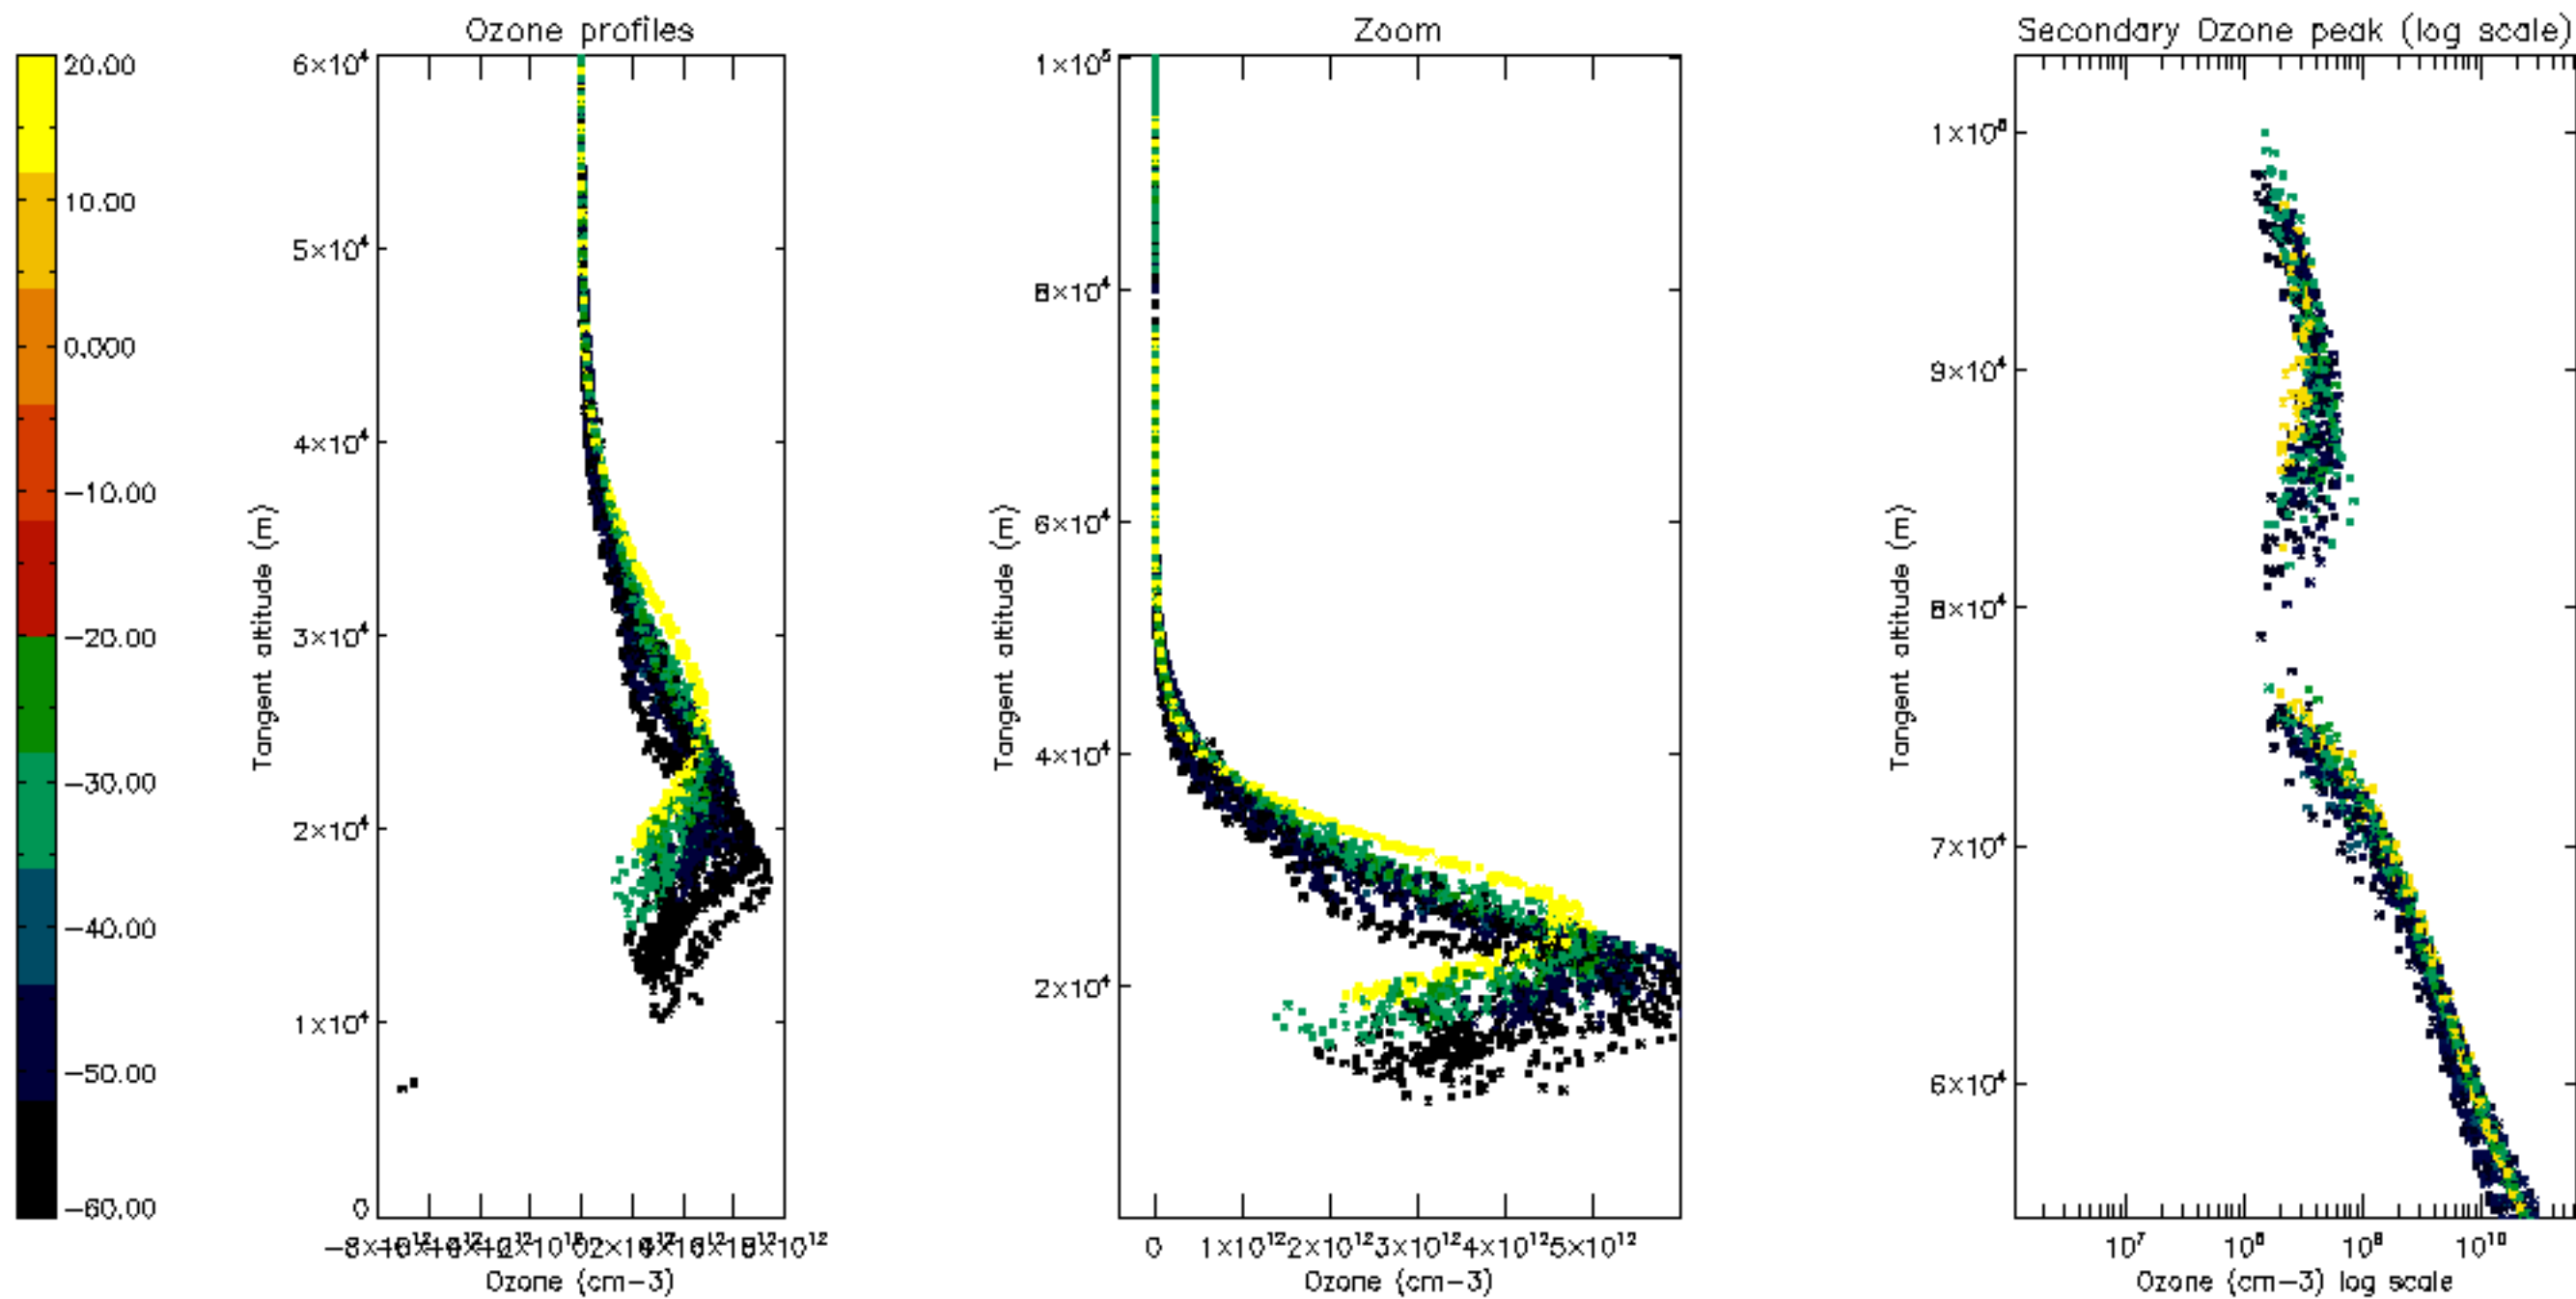 Ozone profiles
Zoom
Secondary Ozone peak (log scale)
20.00
10.00
0.000
-10.00
-20.00
-30.00
-40.00
-50.00
-60.00
6×10⁴
5×10⁴
4×10⁴
3×10⁴
2×10⁴
1×10⁴
0
Tangent altitude (m)
Ozone (cm-3)
1×10⁵
8×10⁴
6×10⁴
4×10⁴
2×10⁴
Tangent altitude (m)
0 1×10¹² 2×10¹² 3×10¹² 4×10¹² 5×10¹²
Ozone (cm-3)
9×10⁴
8×10⁴
7×10⁴
6×10⁴
Tangent altitude (m)
10⁷ 10⁸ 10⁹ 10¹⁰
Ozone (cm-3) log scale